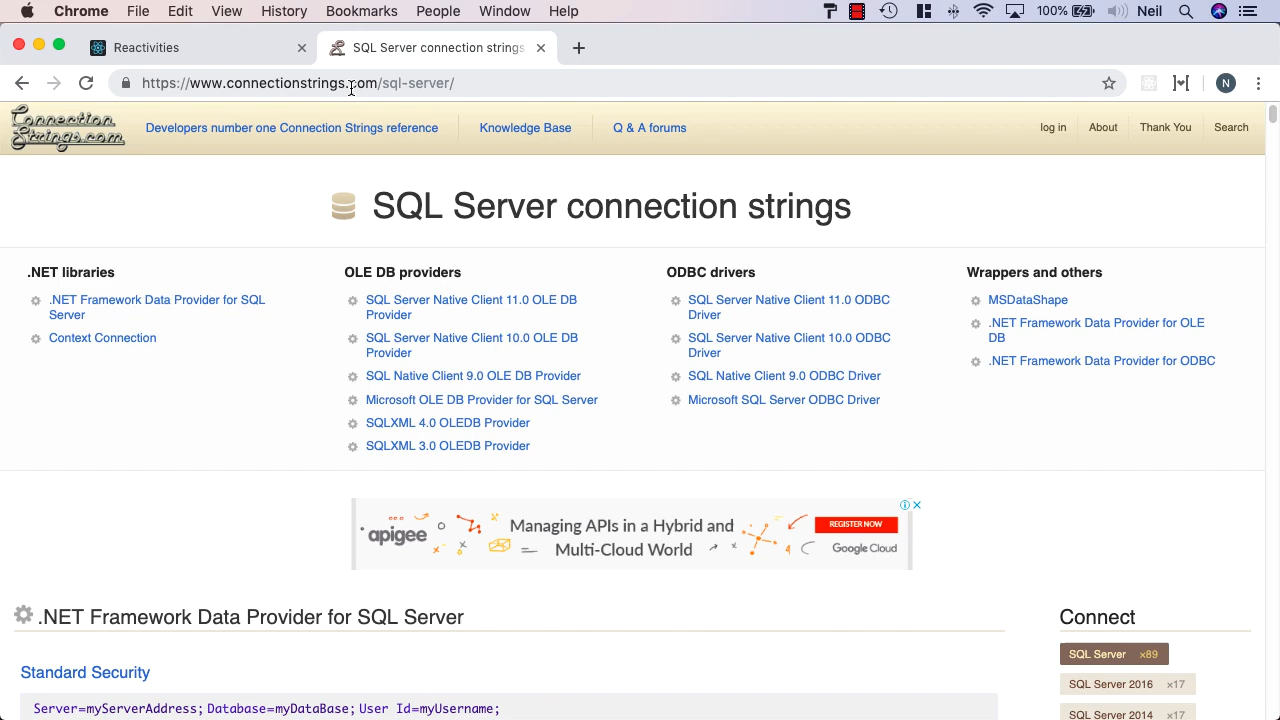 Chrome File Edit View History Bookmarks People Window Help 100% Neil
Reactivities
SQL Server connection strings
https://www.connectionstrings.com/sql-server/
N
Connection Strings.com
Developers number one Connection Strings reference
Knowledge Base
Q & A forums
log in
About
Thank You
Search
SQL Server connection strings
.NET libraries
.NET Framework Data Provider for SQL
Server
Context Connection
OLE DB providers
SQL Server Native Client 11.0 OLE DB
Provider
SQL Server Native Client 10.0 OLE DB
Provider
SQL Native Client 9.0 OLE DB Provider
Microsoft OLE DB Provider for SQL Server
SQLXML 4.0 OLEDB Provider
SQLXML 3.0 OLEDB Provider
ODBC drivers
SQL Server Native Client 11.0 ODBC
Driver
SQL Server Native Client 10.0 ODBC
Driver
SQL Native Client 9.0 ODBC Driver
Microsoft SQL Server ODBC Driver
Wrappers and others
MSDataShape
.NET Framework Data Provider for OLE
DB
.NET Framework Data Provider for ODBC
apigee
Managing APIs in a Hybrid and
Multi-Cloud World
REGISTER NOW
Google Cloud
.NET Framework Data Provider for SQL Server
Standard Security
Server=myServerAddress;Database=myDataBase;User Id=myUsername;
Connect
SQL Server ×89
SQL Server 2016 ×17
SQL Server 2014 ×17